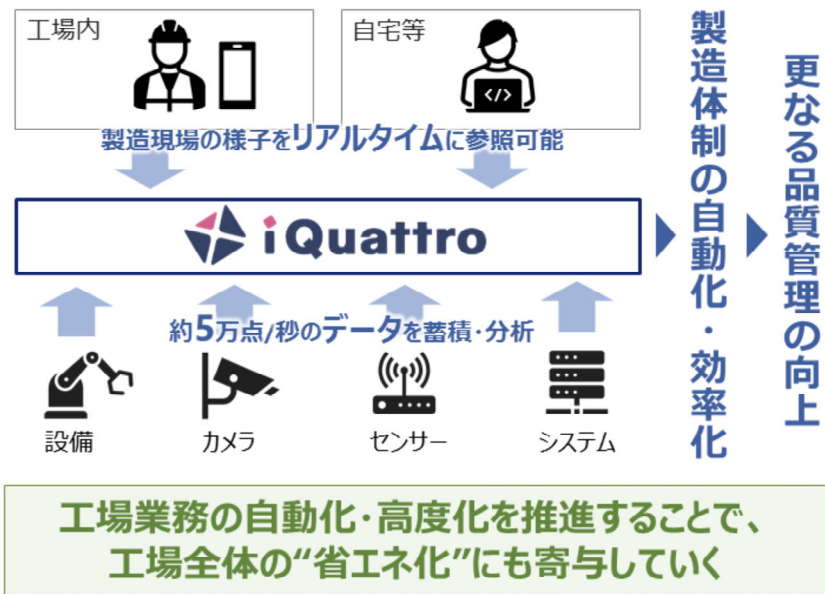 工場内
自宅等
製造現場の様子をリアルタイムに参照可能
iQuattro
約5万点/秒のデータを蓄積・分析
設備
カメラ
センサー
システム
製造体制の自動化・効率化
更なる品質管理の向上
工場業務の自動化・高度化を推進することで、
工場全体の“省エネ化”にも寄与していく